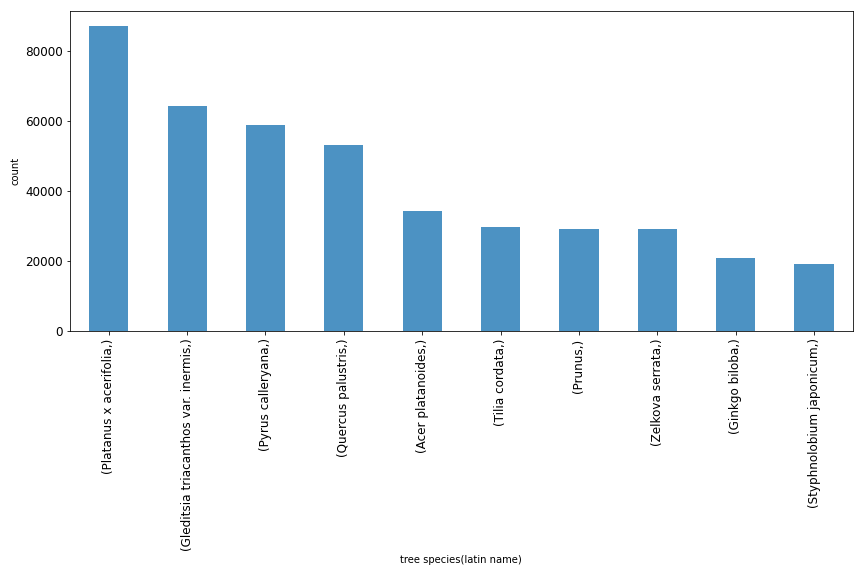 80000
60000
40000
20000
0
count
(Platanus x acerifolia,)
(Gleditsia triacanthos var. inermis,)
(Pyrus calleryana,)
(Quercus palustris,)
(Acer platanoides,)
(Tilia cordata,)
(Prunus,)
(Zelkova serrata,)
(Ginkgo biloba,)
(Styphnolobium japonicum,)
tree species(latin name)